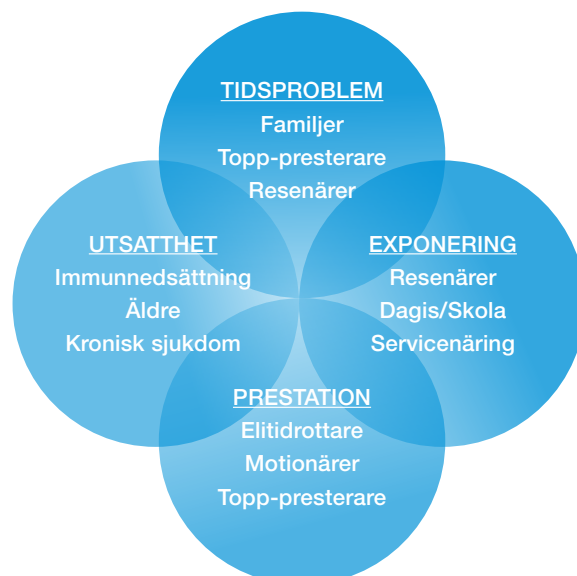 TIDSPROBLEM
Familjer
Topp-presterare
Resenärer
UTSATTHET
Immunnedsättning
Äldre
Kronisk sjukdom
EXPONERING
Resenärer
Dagis/Skola
Servicenäring
PRESTATION
Elitidrottare
Motionärer
Topp-presterare